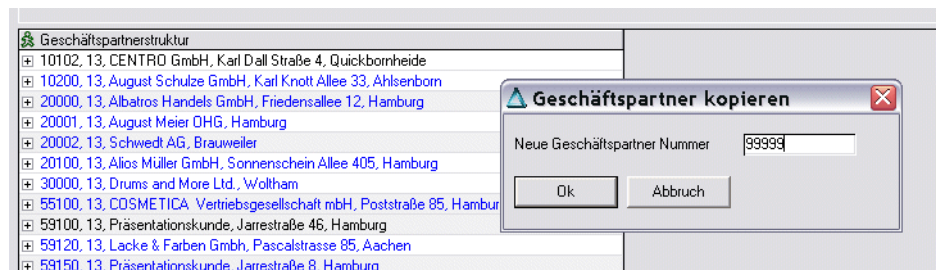 Geschäftspartnerstruktur
10102, 13, CENTRO GmbH, Karl Dall Straße 4, Quickbornheide
10200, 13, August Schulze GmbH, Karl Knott Allee 33, Ahlsenborn
20000, 13, Albatros Handels GmbH, Friedensallee 12, Hamburg
20001, 13, August Meier OHG, Hamburg
20002, 13, Schwedt AG, Brauweiler
20100, 13, Alios Müller GmbH, Sonnenschein Allee 405, Hamburg
30000, 13, Drums and More Ltd., Woltham
55100, 13, COSMETICA Vertriebsgesellschaft mbH, Poststraße 85, Hambur
59100, 13, Präsentationskunde, Jarrestraße 46, Hamburg
59120, 13, Lacke & Farben Gmbh, Pascalstrasse 85, Aachen
59150, 13, Präsentationskunde, Jarrestraße 8, Hamburg
Geschäftspartner kopieren
Neue Geschäftspartner Nummer 99999
Ok Abbruch